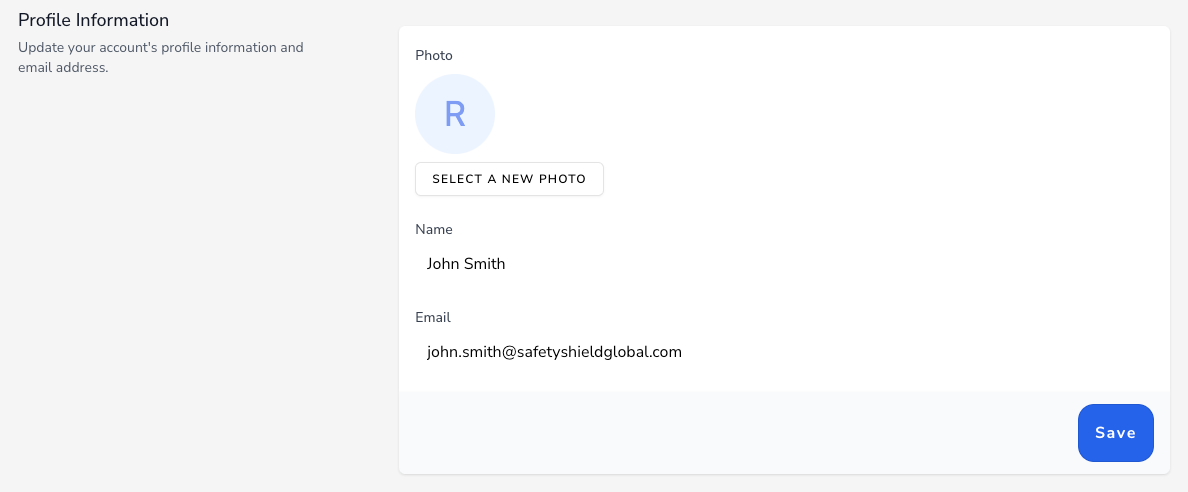 Profile Information
Update your account's profile information and
email address.
Photo
R
SELECT A NEW PHOTO
Name
John Smith
Email
john.smith@safetyshieldglobal.com
Save